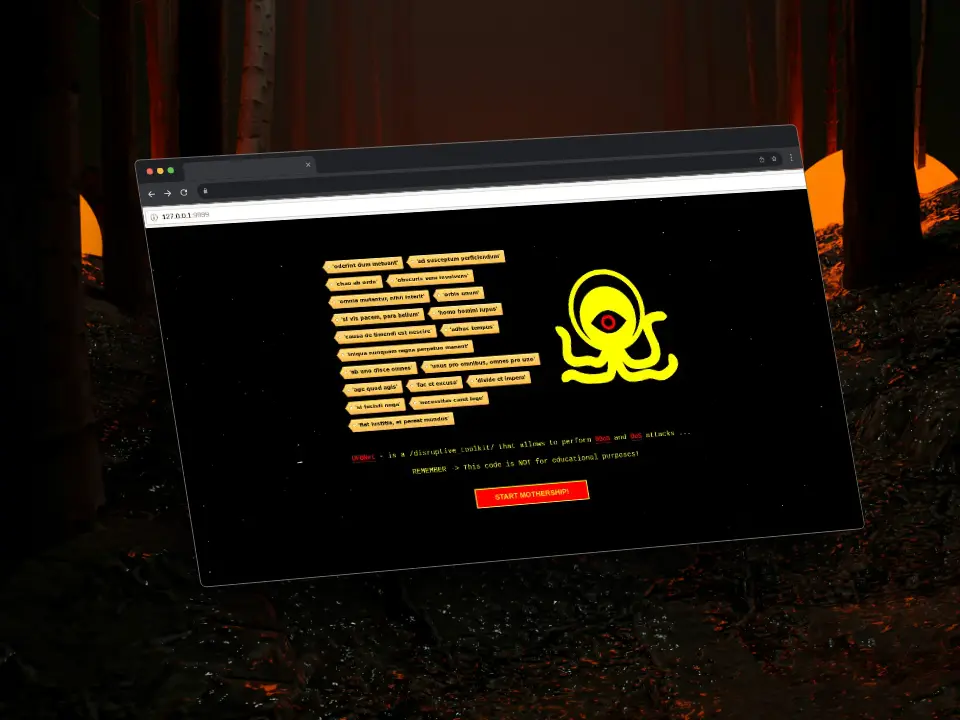 127.0.0.1:9999
'oderint dum metuant' 'ad susceptum perficiendum'
'chao ab ordo' 'obscuris vera involvens'
'omnia mutantur, nihil interit' 'orbis unum'
'si vis pacem, para bellum' 'homo homini lupus'
'causa de timendi est nescire' 'adhoc tempus'
'iniqua nunquam regna perpetuo manent'
'ab uno disce omnes' 'unus pro omnibus, omnes pro uno'
'age quod agis' 'fac et excusa' 'divide et impera'
'si fecisti nega' 'necessitas caret lege'
'fiat iustitia, et pereat mundus'
UFONet - is a /disruptive toolkit/ that allows to perform DDoS and DoS attacks ...
REMEMBER -> This code is NOT for educational purposes!
START MOTHERSHIP!